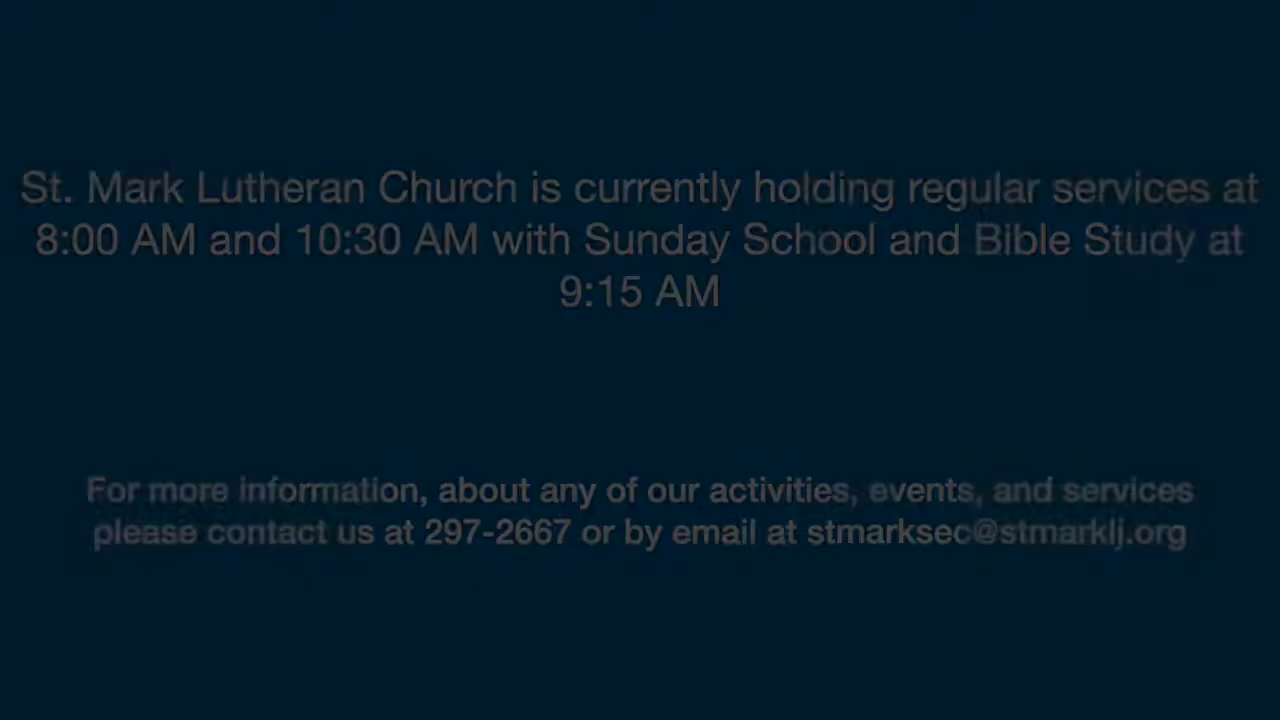 St. Mark Lutheran Church is currently holding regular services at
8:00 AM and 10:30 AM with Sunday School and Bible Study at
9:15 AM
For more information, about any of our activities, events, and services
please contact us at 297-2667 or by email at stmarksec@stmarklj.org